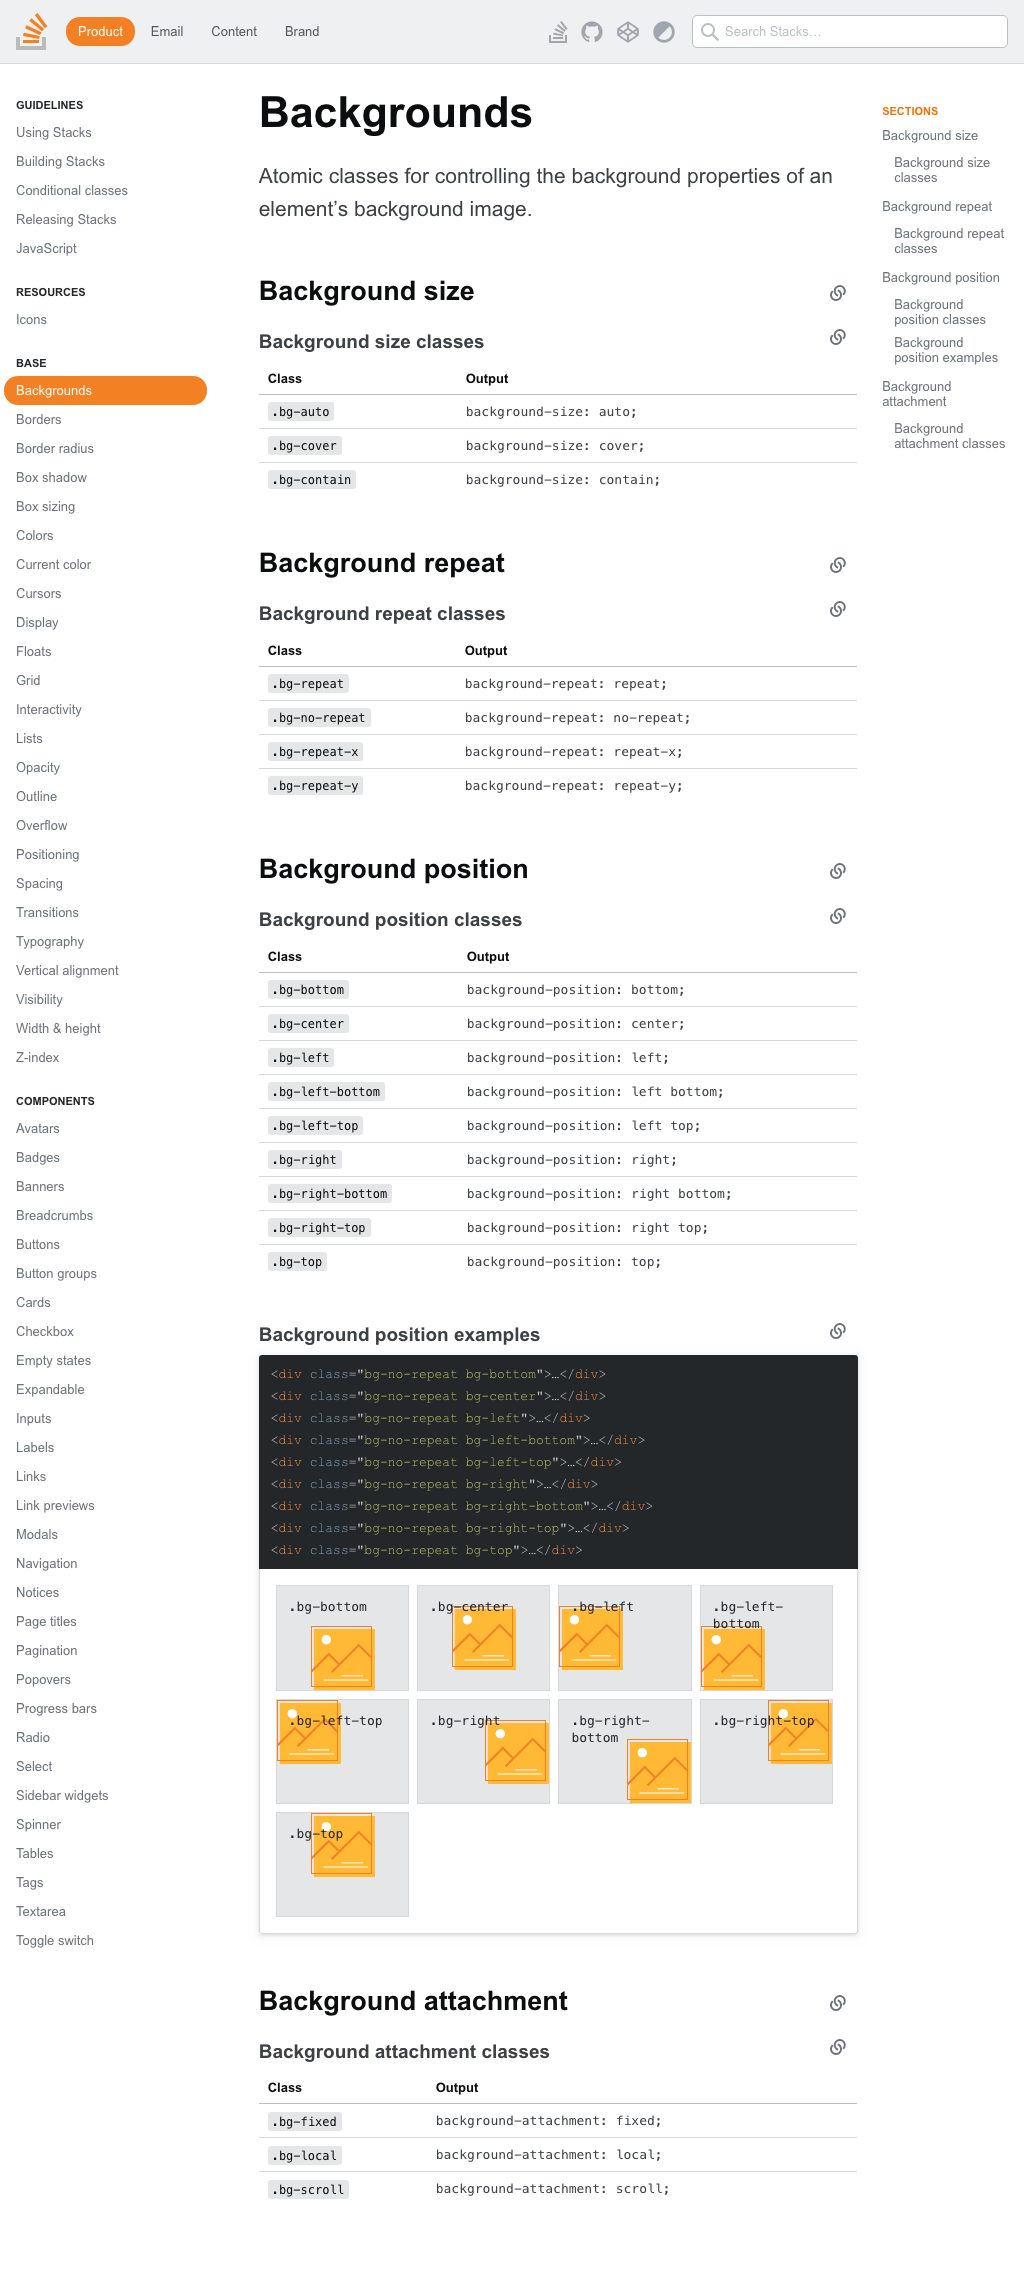 Product Email Content Brand
Search Stacks…
GUIDELINES
Using Stacks
Building Stacks
Conditional classes
Releasing Stacks
JavaScript
RESOURCES
Icons
BASE
Backgrounds
Borders
Border radius
Box shadow
Box sizing
Colors
Current color
Cursors
Display
Floats
Grid
Interactivity
Lists
Opacity
Outline
Overflow
Positioning
Spacing
Transitions
Typography
Vertical alignment
Visibility
Width & height
Z-index
COMPONENTS
Avatars
Badges
Banners
Breadcrumbs
Buttons
Button groups
Cards
Checkbox
Empty states
Expandable
Inputs
Labels
Links
Link previews
Modals
Navigation
Notices
Page titles
Pagination
Popovers
Progress bars
Radio
Select
Sidebar widgets
Spinner
Tables
Tags
Textarea
Toggle switch
Backgrounds
Atomic classes for controlling the background properties of an
element’s background image.
Background size
Background size classes
Class Output
.bg-auto background-size: auto;
.bg-cover background-size: cover;
.bg-contain background-size: contain;
Background repeat
Background repeat classes
Class Output
.bg-repeat background-repeat: repeat;
.bg-no-repeat background-repeat: no-repeat;
.bg-repeat-x background-repeat: repeat-x;
.bg-repeat-y background-repeat: repeat-y;
Background position
Background position classes
Class Output
.bg-bottom background-position: bottom;
.bg-center background-position: center;
.bg-left background-position: left;
.bg-left-bottom background-position: left bottom;
.bg-left-top background-position: left top;
.bg-right background-position: right;
.bg-right-bottom background-position: right bottom;
.bg-right-top background-position: right top;
.bg-top background-position: top;
Background position examples
<div class="bg-no-repeat bg-bottom">…</div>
<div class="bg-no-repeat bg-center">…</div>
<div class="bg-no-repeat bg-left">…</div>
<div class="bg-no-repeat bg-left-bottom">…</div>
<div class="bg-no-repeat bg-left-top">…</div>
<div class="bg-no-repeat bg-right">…</div>
<div class="bg-no-repeat bg-right-bottom">…</div>
<div class="bg-no-repeat bg-right-top">…</div>
<div class="bg-no-repeat bg-top">…</div>
.bg-bottom
.bg-center
.bg-left
.bg-left-
bottom
.bg-left-top
.bg-right
.bg-right-
bottom
.bg-right-top
.bg-top
Background attachment
Background attachment classes
Class Output
.bg-fixed background-attachment: fixed;
.bg-local background-attachment: local;
.bg-scroll background-attachment: scroll;
SECTIONS
Background size
Background size
classes
Background repeat
Background repeat
classes
Background position
Background
position classes
Background
position examples
Background
attachment
Background
attachment classes